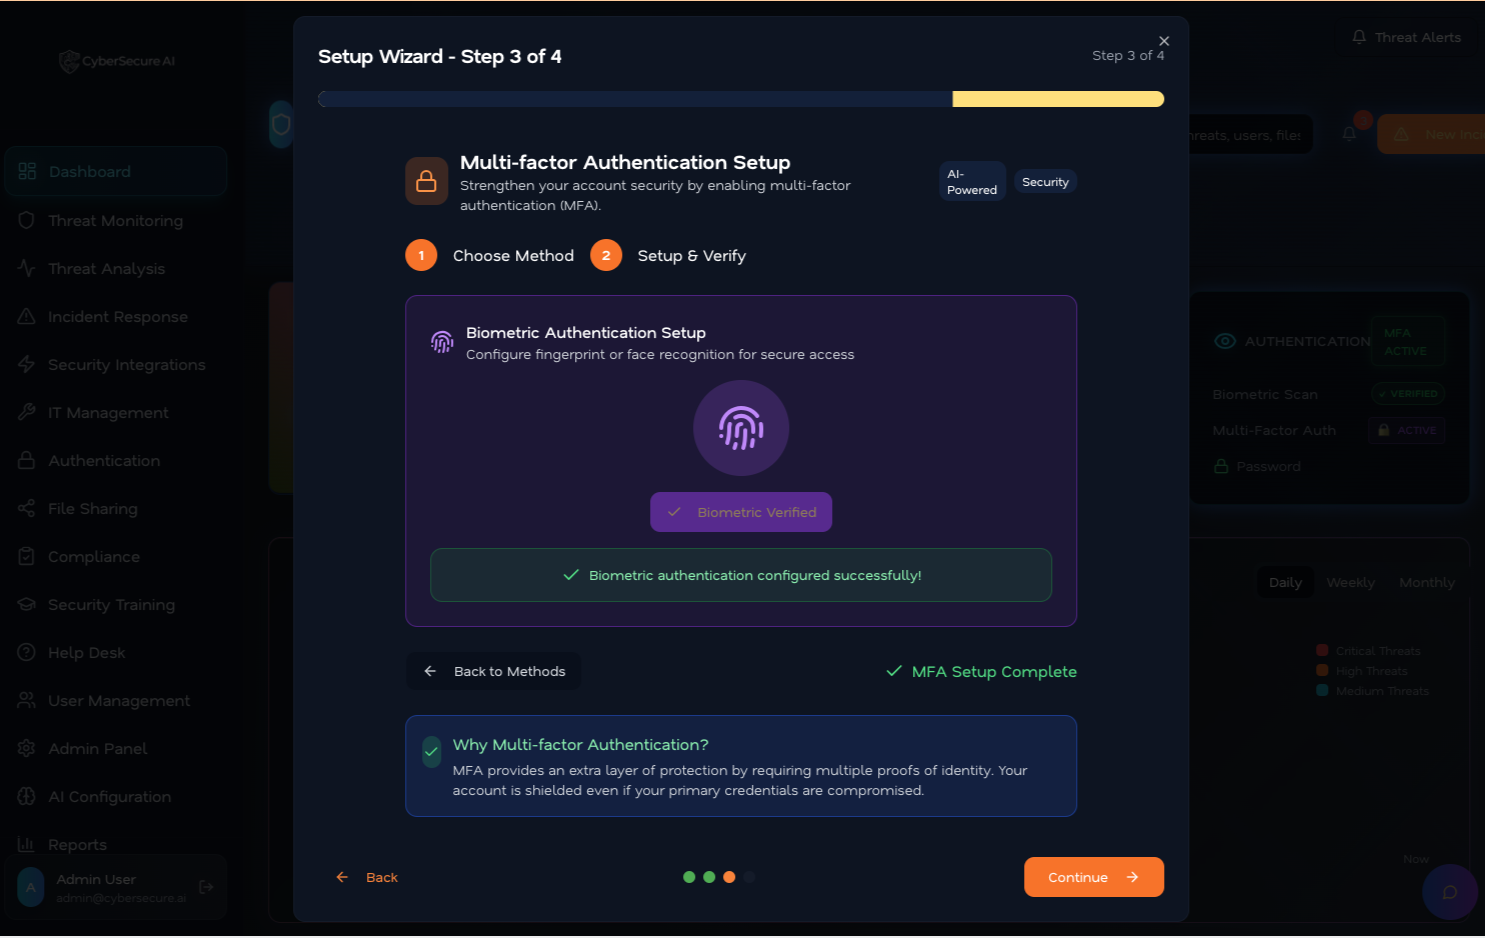 CyberSecure AI
Dashboard
Threat Monitoring
Threat Analysis
Incident Response
Security Integrations
IT Management
Authentication
File Sharing
Compliance
Security Training
Help Desk
User Management
Admin Panel
AI Configuration
Reports
A
Admin User
admin@cybersecure.ai
Setup Wizard - Step 3 of 4
Step 3 of 4
Multi-factor Authentication Setup
Strengthen your account security by enabling multi-factor
authentication (MFA).
AI-
Powered
Security
1 Choose Method 2 Setup & Verify
Biometric Authentication Setup
Configure fingerprint or face recognition for secure access
Biometric Verified
Biometric authentication configured successfully!
Back to Methods
MFA Setup Complete
Why Multi-factor Authentication?
MFA provides an extra layer of protection by requiring multiple proofs of identity. Your
account is shielded even if your primary credentials are compromised.
Back
Continue
Threat Alerts
users, files
New
AUTHENTICATION
MFA
ACTIVE
Biometric Scan
✓ VERIFIED
Multi-Factor Auth
ACTIVE
Password
Daily Weekly Monthly
Critical Threats
High Threats
Medium Threats
Now